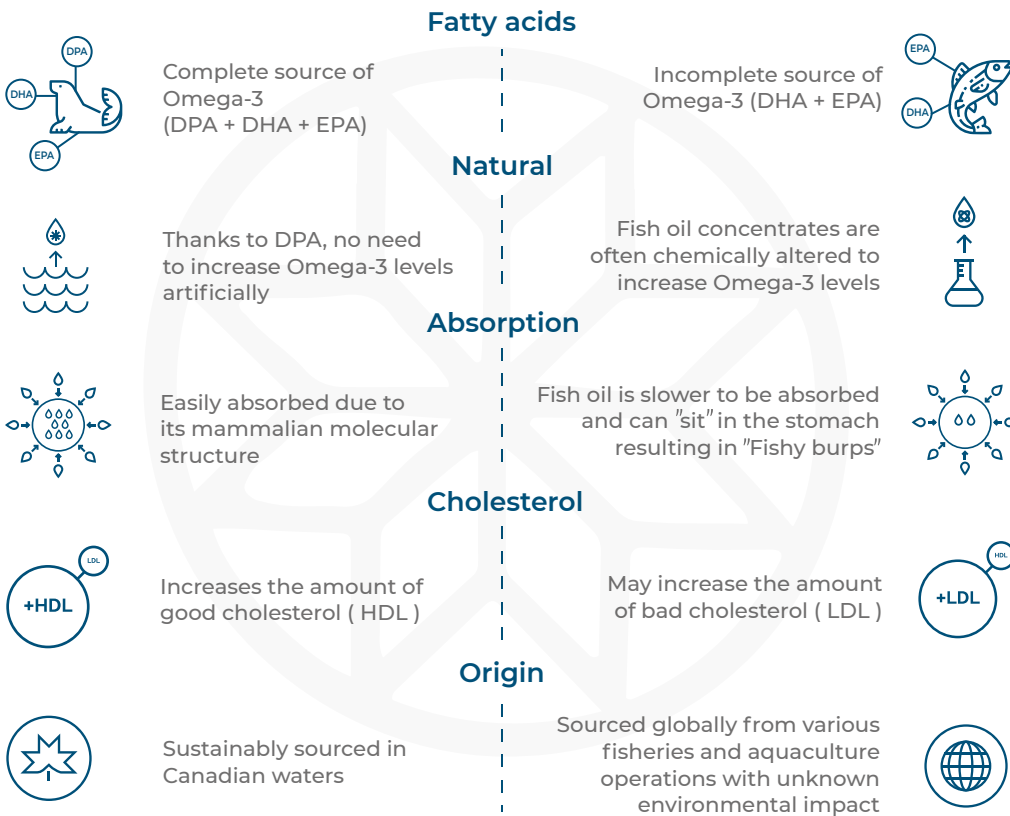 Fatty acids
DPA
DHA
EPA
Complete source of
Omega-3
(DPA + DHA + EPA)
Incomplete source of
Omega-3 (DHA + EPA)
EPA
DHA
Natural
Thanks to DPA, no need
to increase Omega-3 levels
artificially
Fish oil concentrates are
often chemically altered to
increase Omega-3 levels
Absorption
Easily absorbed due to
its mammalian molecular
structure
Fish oil is slower to be absorbed
and can "sit" in the stomach
resulting in "Fishy burps"
Cholesterol
LDL
+HDL
Increases the amount of
good cholesterol ( HDL )
May increase the amount
of bad cholesterol ( LDL )
HDL
+LDL
Origin
Sustainably sourced in
Canadian waters
Sourced globally from various
fisheries and aquaculture
operations with unknown
environmental impact